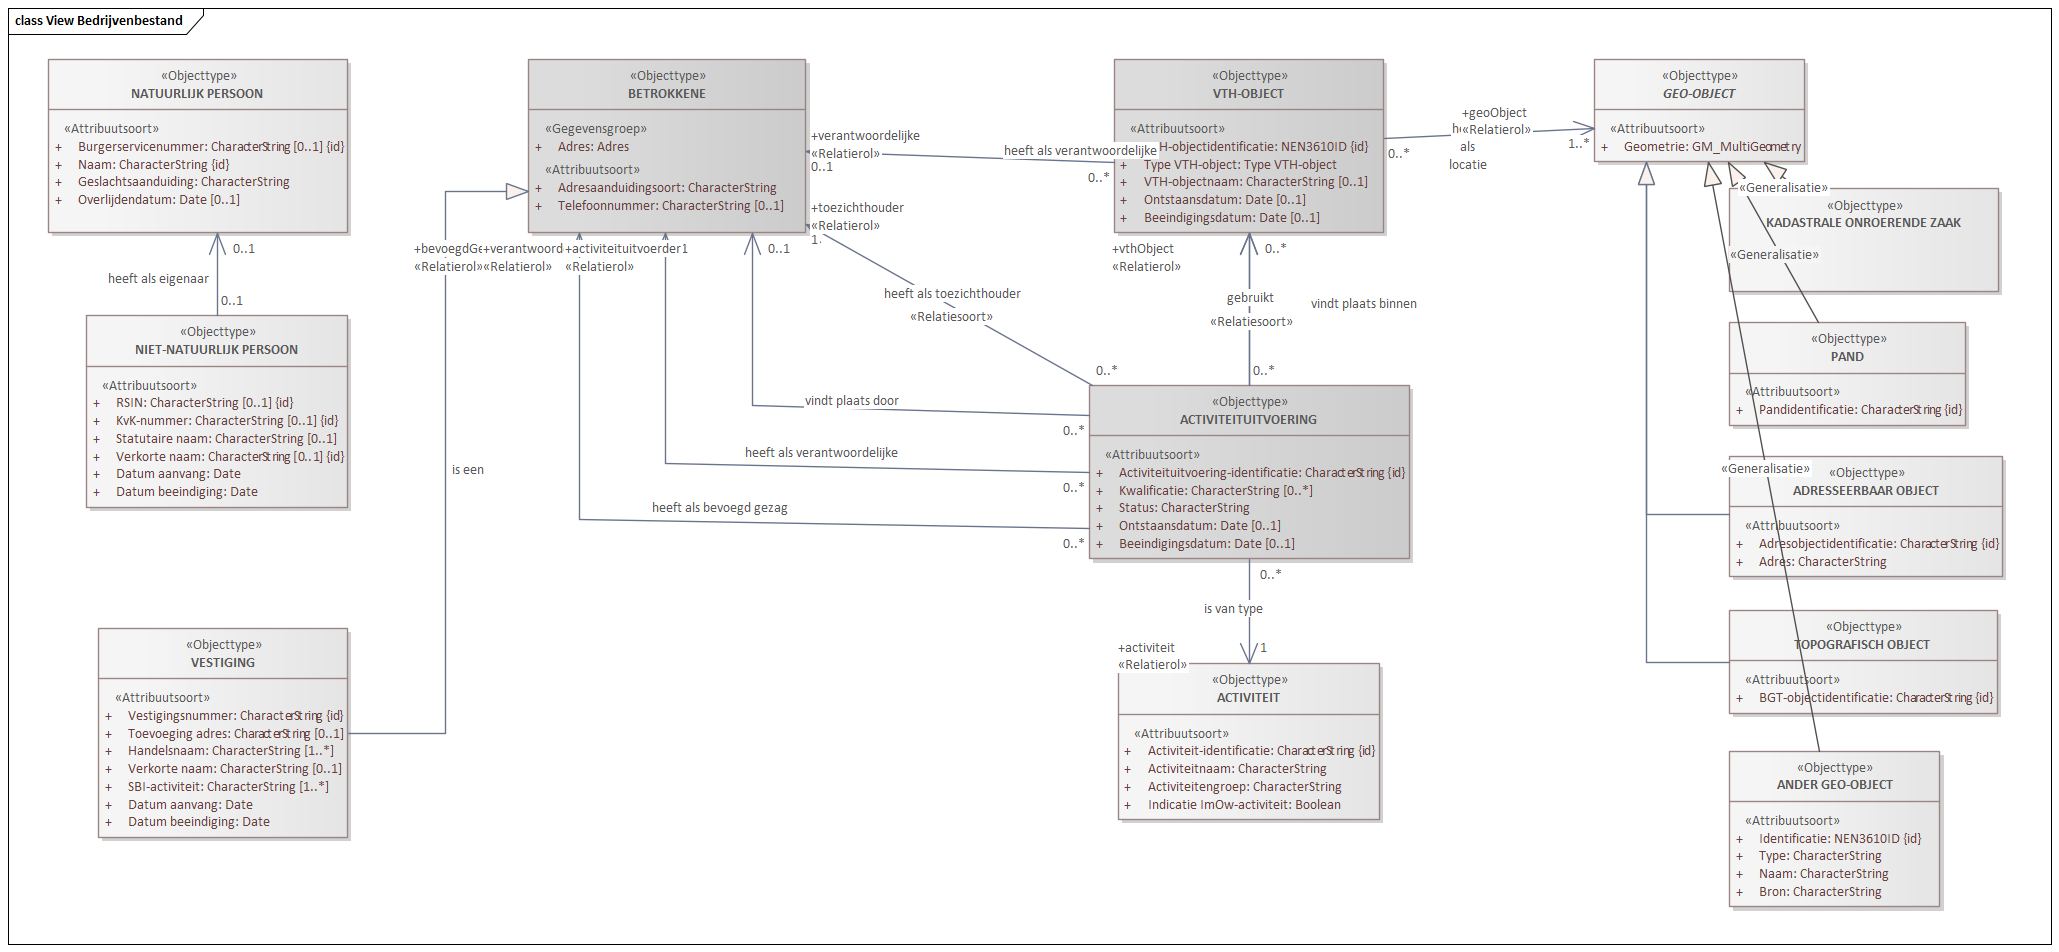 class View Bedrijvenbestand
«Objecttype»
NATUURLIJK PERSOON
«Attribuutsoort»
+ Burgerservicenummer: CharacterString [0..1] {id}
+ Naam: CharacterString {id}
+ Geslachtsaanduiding: CharacterString
+ Overlijdendatum: Date [0..1]
0..1
heeft als eigenaar
0..1
«Objecttype»
NIET-NATUURLIJK PERSOON
«Attribuutsoort»
+ RSIN: CharacterString [0..1] {id}
+ KvK-nummer: CharacterString [0..1] {id}
+ Statutaire naam: CharacterString [0..1]
+ Verkorte naam: CharacterString [0..1] {id}
+ Datum aanvang: Date
+ Datum beeindiging: Date
«Objecttype»
VESTIGING
«Attribuutsoort»
+ Vestigingsnummer: CharacterString {id}
+ Toevoeging adres: CharacterString [0..1]
+ Handelsnaam: CharacterString [1..*]
+ Verkorte naam: CharacterString [0..1]
+ SBI-activiteit: CharacterString [1..*]
+ Datum aanvang: Date
+ Datum beeindiging: Date
is een
«Objecttype»
BETROKKENE
«Gegevensgroep»
+ Adres: Adres
«Attribuutsoort»
+ Adresaanduidingsoort: CharacterString
+ Telefoonnummer: CharacterString [0..1]
+verantwoord
+activiteituitvoerder1
0..1
«Relatierol»
«Relatierol»
«Relatierol»
+verantwoordelijke
«Relatierol»
0..1
heeft als verantwoordelijke
0..*
+toezichthouder
«Relatierol»
1.
heeft als toezichthouder
«Relatiesoort»
0..*
vindt plaats door
0..*
heeft als verantwoordelijke
0..*
heeft als bevoegd gezag
0..*
«Objecttype»
VTH-OBJECT
«Attribuutsoort»
TH-objectidentificatie: NEN3610ID {id}
+ Type VTH-object: Type VTH-object
+ VTH-objectnaam: CharacterString [0..1]
+ Ontstaansdatum: Date [0..1]
+ Beeindigingsdatum: Date [0..1]
+vthObject
«Relatierol»
0..*
gebruikt
«Relatiesoort»
vindt plaats binnen
0..*
«Objecttype»
ACTIVITEITUITVOERING
«Attribuutsoort»
+ Activiteituitvoering-identificatie: CharacterString {id}
+ Kwalificatie: CharacterString [0..*]
+ Status: CharacterString
+ Ontstaansdatum: Date [0..1]
+ Beeindigingsdatum: Date [0..1]
0..*
is van type
+activiteit
«Relatierol»
1
«Objecttype»
ACTIVITEIT
«Attribuutsoort»
+ Activiteit-identificatie: CharacterString {id}
+ Activiteitnaam: CharacterString
+ Activiteitengroep: CharacterString
+ Indicatie ImOw-activiteit: Boolean
+geoObject
«Relatierol»
0..*
als
locatie
1..*
«Objecttype»
GEO-OBJECT
«Attribuutsoort»
+ Geometrie: GM_MultiGeometry
«Generalisatie»
«Objecttype»
KADASTRALE ONROERENDE ZAAK
«Generalisatie»
«Objecttype»
PAND
«Attribuutsoort»
+ Pandidentificatie: CharacterString {id}
«Generalisatie»
«Objecttype»
ADRESSEERBAAR OBJECT
«Attribuutsoort»
+ Adresobjectidentificatie: CharacterString {id}
+ Adres: CharacterString
«Objecttype»
TOPOGRAFISCH OBJECT
«Attribuutsoort»
+ BGT-objectidentificatie: CharacterString {id}
«Objecttype»
ANDER GEO-OBJECT
«Attribuutsoort»
+ Identificatie: NEN3610ID {id}
+ Type: CharacterString
+ Naam: CharacterString
+ Bron: CharacterString